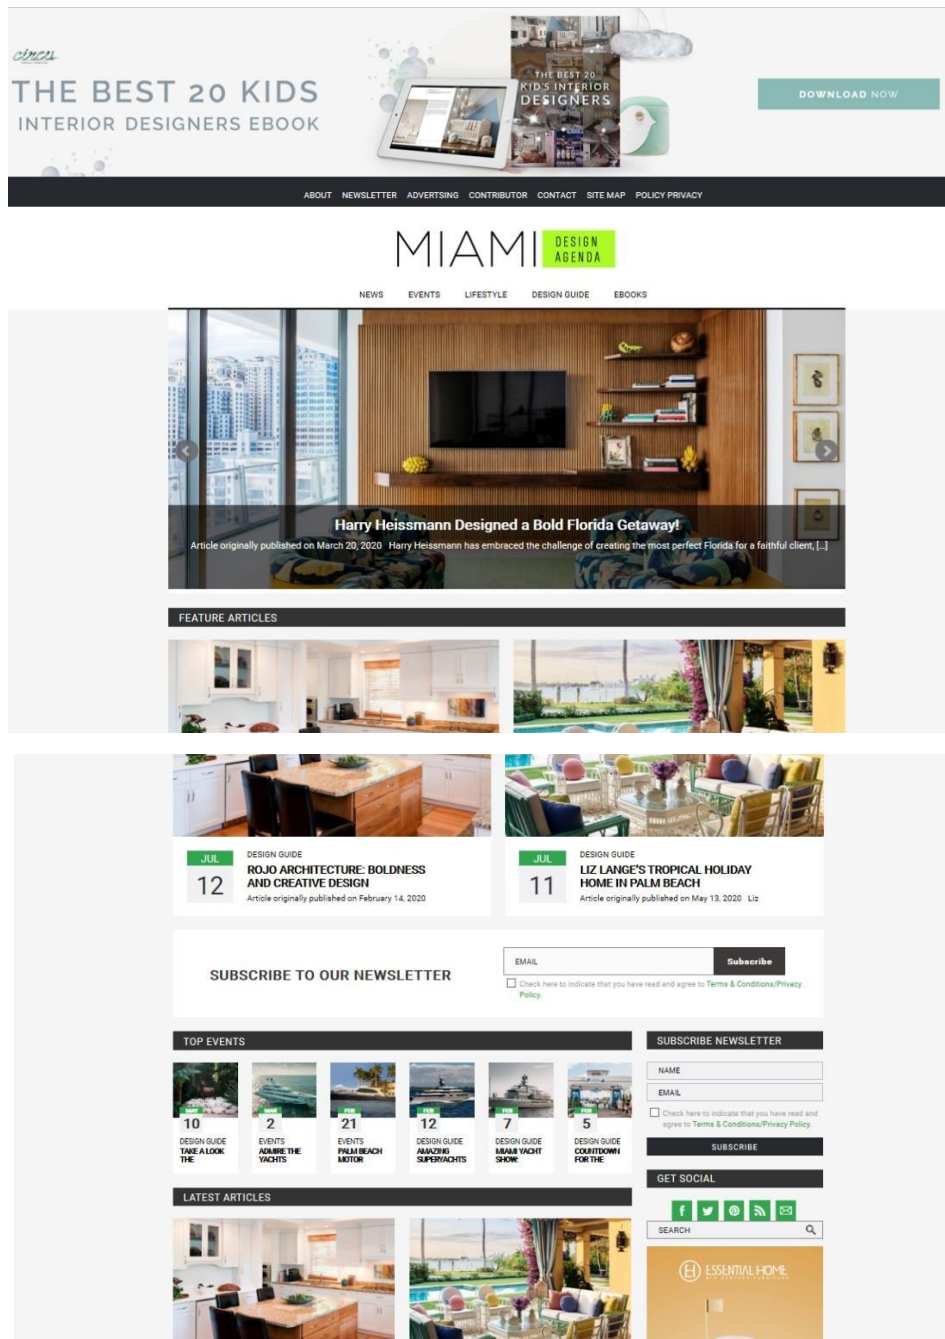 circu
THE BEST 20 KIDS
INTERIOR DESIGNERS EBOOK
THE BEST 20
KID'S INTERIOR
DESIGNERS
DOWNLOAD NOW
ABOUT NEWSLETTER ADVERTSING CONTRIBUTOR CONTACT SITE MAP POLICY PRIVACY
MIAMI DESIGN AGENDA
NEWS EVENTS LIFESTYLE DESIGN GUIDE EBOOKS
Harry Heissmann Designed a Bold Florida Getaway!
Article originally published on March 20, 2020 Harry Heissmann has embraced the challenge of creating the most perfect Florida for a faithful client, [...]
FEATURE ARTICLES
JUL
12
DESIGN GUIDE
ROJO ARCHITECTURE: BOLDNESS
AND CREATIVE DESIGN
Article originally published on February 14, 2020
JUL
11
DESIGN GUIDE
LIZ LANGE'S TROPICAL HOLIDAY
HOME IN PALM BEACH
Article originally published on May 13, 2020 Liz
SUBSCRIBE TO OUR NEWSLETTER
EMAIL
Subscribe
Check here to indicate that you have read and agree to Terms & Conditions/Privacy
Policy.
TOP EVENTS
MAY
10
DESIGN GUIDE
TAKE A LOOK
THE
MAR
2
EVENTS
ADMIRE THE
YACHTS
FEB
21
EVENTS
PALM BEACH
MOTOR
FEB
12
DESIGN GUIDE
AMAZING
SUPERYACHTS
FEB
7
DESIGN GUIDE
MIAMI YACHT
SHOW:
FEB
5
DESIGN GUIDE
COUNTDOWN
FOR THE
SUBSCRIBE NEWSLETTER
NAME
EMAIL
Check here to indicate that you have read and
agree to Terms & Conditions/Privacy Policy.
SUBSCRIBE
GET SOCIAL
SEARCH
LATEST ARTICLES
ESSENTIAL HOME